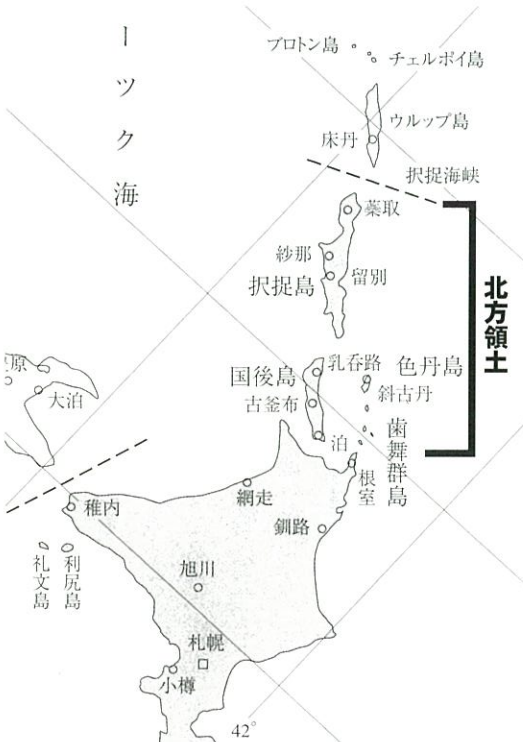 ーツク海
ブロトン島
チェルポイ島
ウルップ島
床丹
択捉海峡
蘂取
紗那
択捉島
留別
北方領土
原
大泊
国後島
乳呑路
色丹島
斜古丹
古釜布
泊
歯舞群島
根室
網走
稚内
釧路
利尻島
礼文島
旭川
札幌
小樽
42°